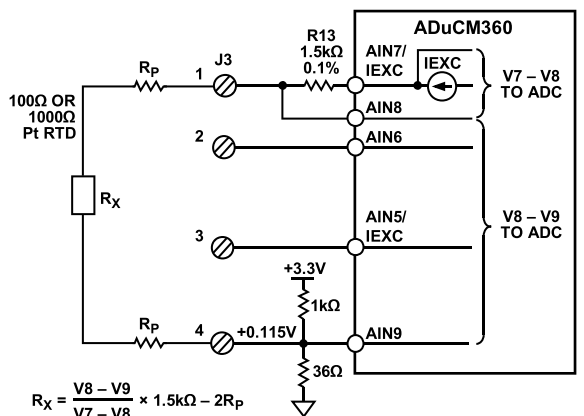 ADuCM360
R13
1.5kΩ
0.1%
AIN7/
IEXC
IEXC
V7 – V8
TO ADC
RP
J3
1
100Ω OR
1000Ω
Pt RTD
AIN8
2
AIN6
RX
3
AIN5/
IEXC
V8 – V9
TO ADC
+3.3V
1kΩ
RP
4
+0.115V
AIN9
36Ω
RX = V8 – V9 / V7 – V8 × 1.5kΩ – 2RP